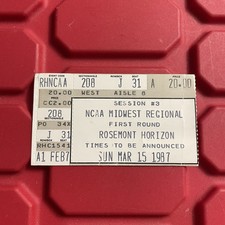 RHNCAA 208 J 31 A 20.00
20.00 WEST AISLE 8
SESSION #3
CC2.00
NCAA MIDWEST REGIONAL
208
FIRST ROUND
PO 34X
ROSEMONT HORIZON
J 31
TIMES TO BE ANNOUNCED
RHC1541
A1 FEB7 SUN MAR 15 1987